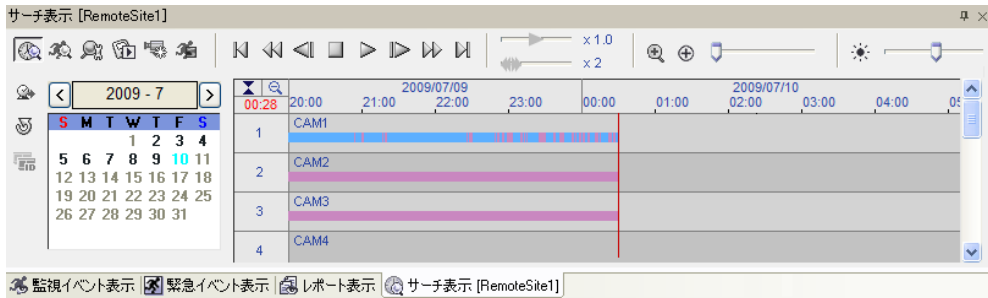 サーチ表示 [RemoteSite1]
x 1.0
x 2
2009 - 7
S M T W T F S
1 2 3 4
5 6 7 8 9 10 11
12 13 14 15 16 17 18
19 20 21 22 23 24 25
26 27 28 29 30 31
EID
2009/07/09 2009/07/10
00:28 20:00 21:00 22:00 23:00 00:00 01:00 02:00 03:00 04:00 05
1 CAM1
2 CAM2
3 CAM3
4 CAM4
監視イベント表示 緊急イベント表示 レポート表示 サーチ表示 [RemoteSite1]